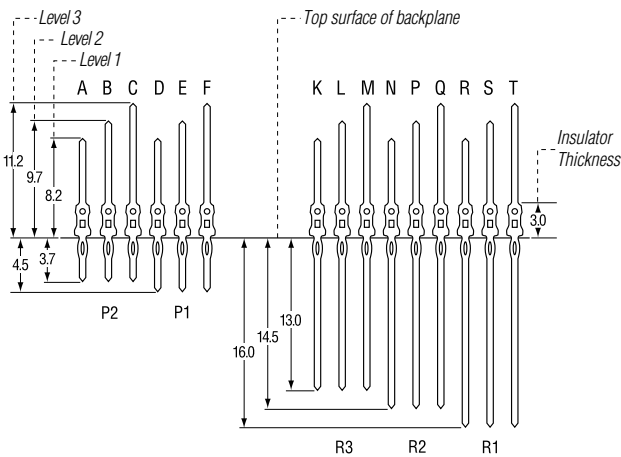 Level 3
Top surface of backplane
Level 2
Level 1
A B C D E F
K L M N P Q R S T
Insulator
Thickness
11.2
9.7
8.2
3.0
4.5
3.7
P2 P1
13.0
14.5
16.0
R3 R2 R1